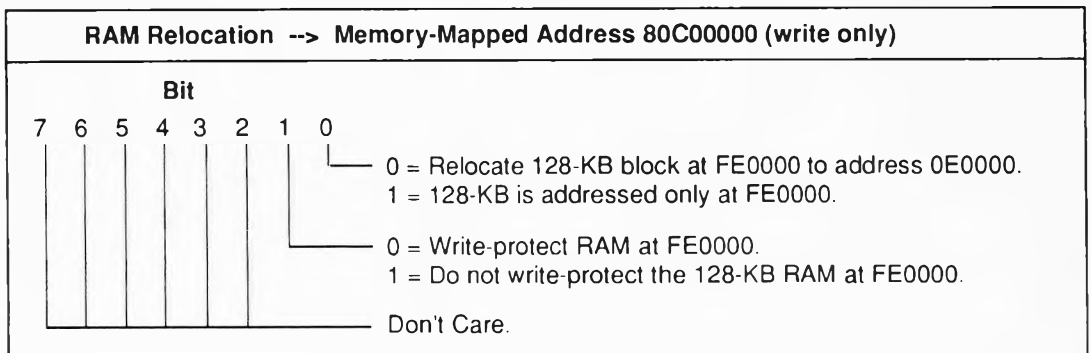 RAM Relocation --> Memory-Mapped Address 80C00000 (write only)
Bit
7 6 5 4 3 2 1 0
0 = Relocate 128-KB block at FE0000 to address 0E0000.
1 = 128-KB is addressed only at FE0000.
0 = Write-protect RAM at FE0000.
1 = Do not write-protect the 128-KB RAM at FE0000.
Don't Care.